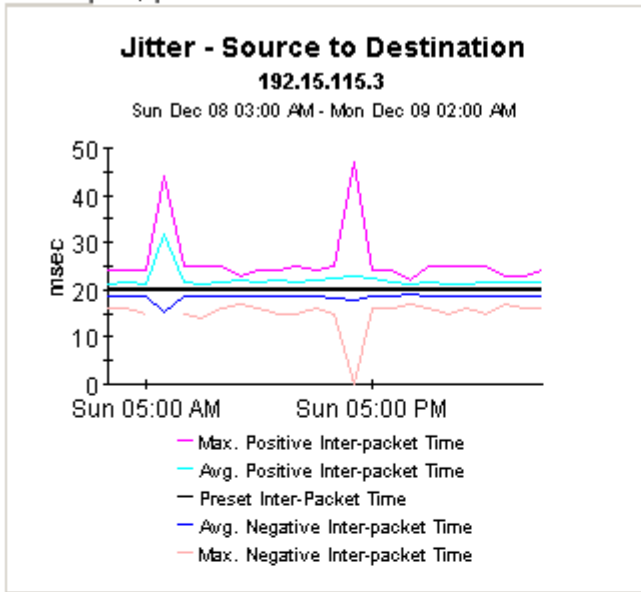 Jitter - Source to Destination
192.15.115.3
Sun Dec 08 03:00 AM - Mon Dec 09 02:00 AM
50
40
30
20
10
0
msec
Sun 05:00 AM Sun 05:00 PM
Max. Positive Inter-packet Time
Avg. Positive Inter-packet Time
Preset Inter-Packet Time
Avg. Negative Inter-packet Time
Max. Negative Inter-packet Time